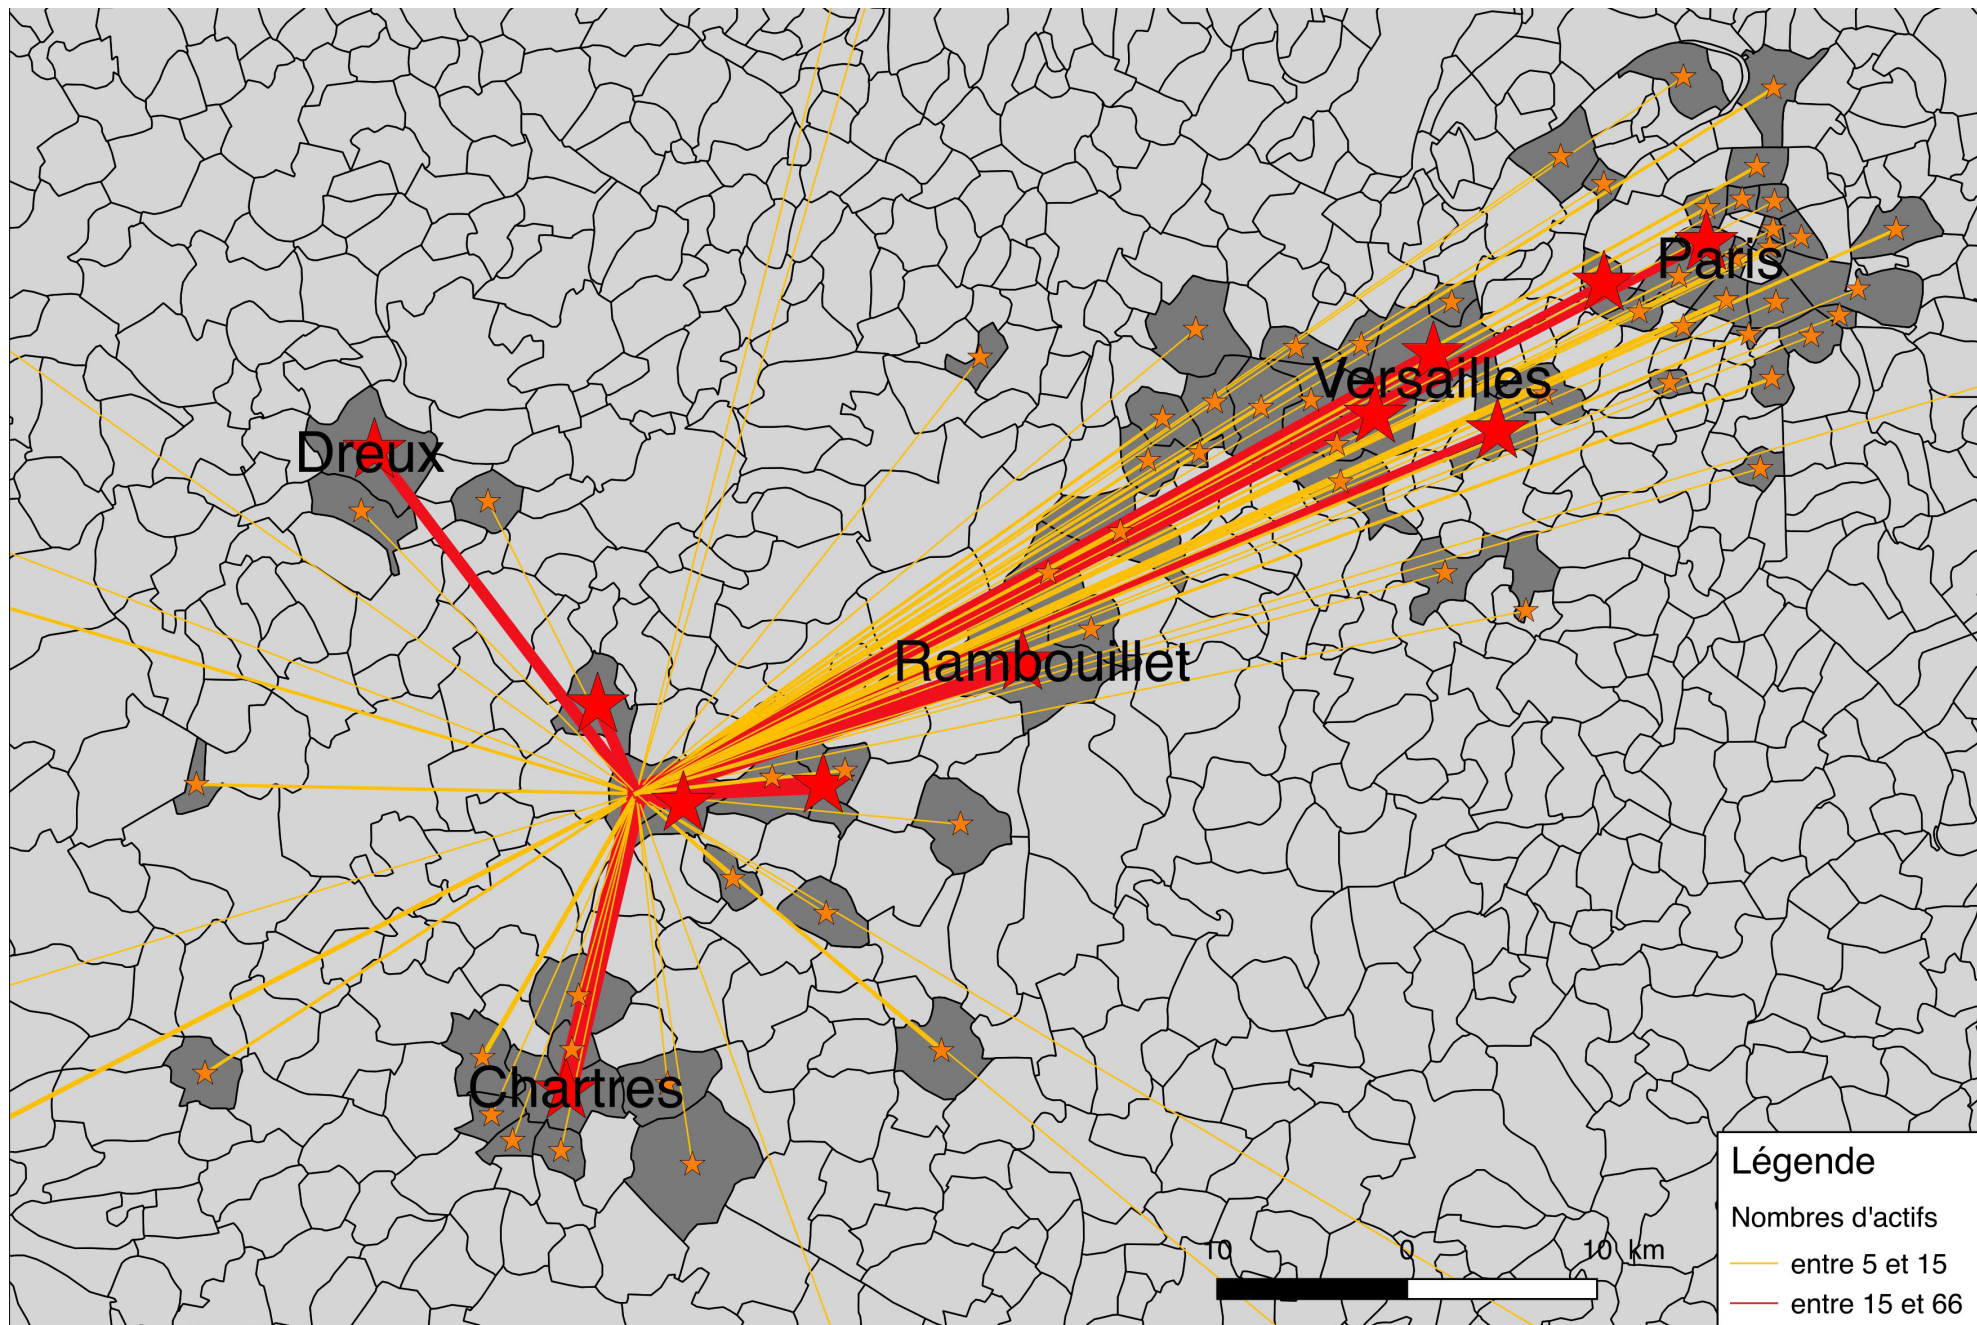 Paris
Versailles
Dreux
Rambouillet
Chartres
Légende
Nombres d'actifs
entre 5 et 15
entre 15 et 66
10 0 10 km